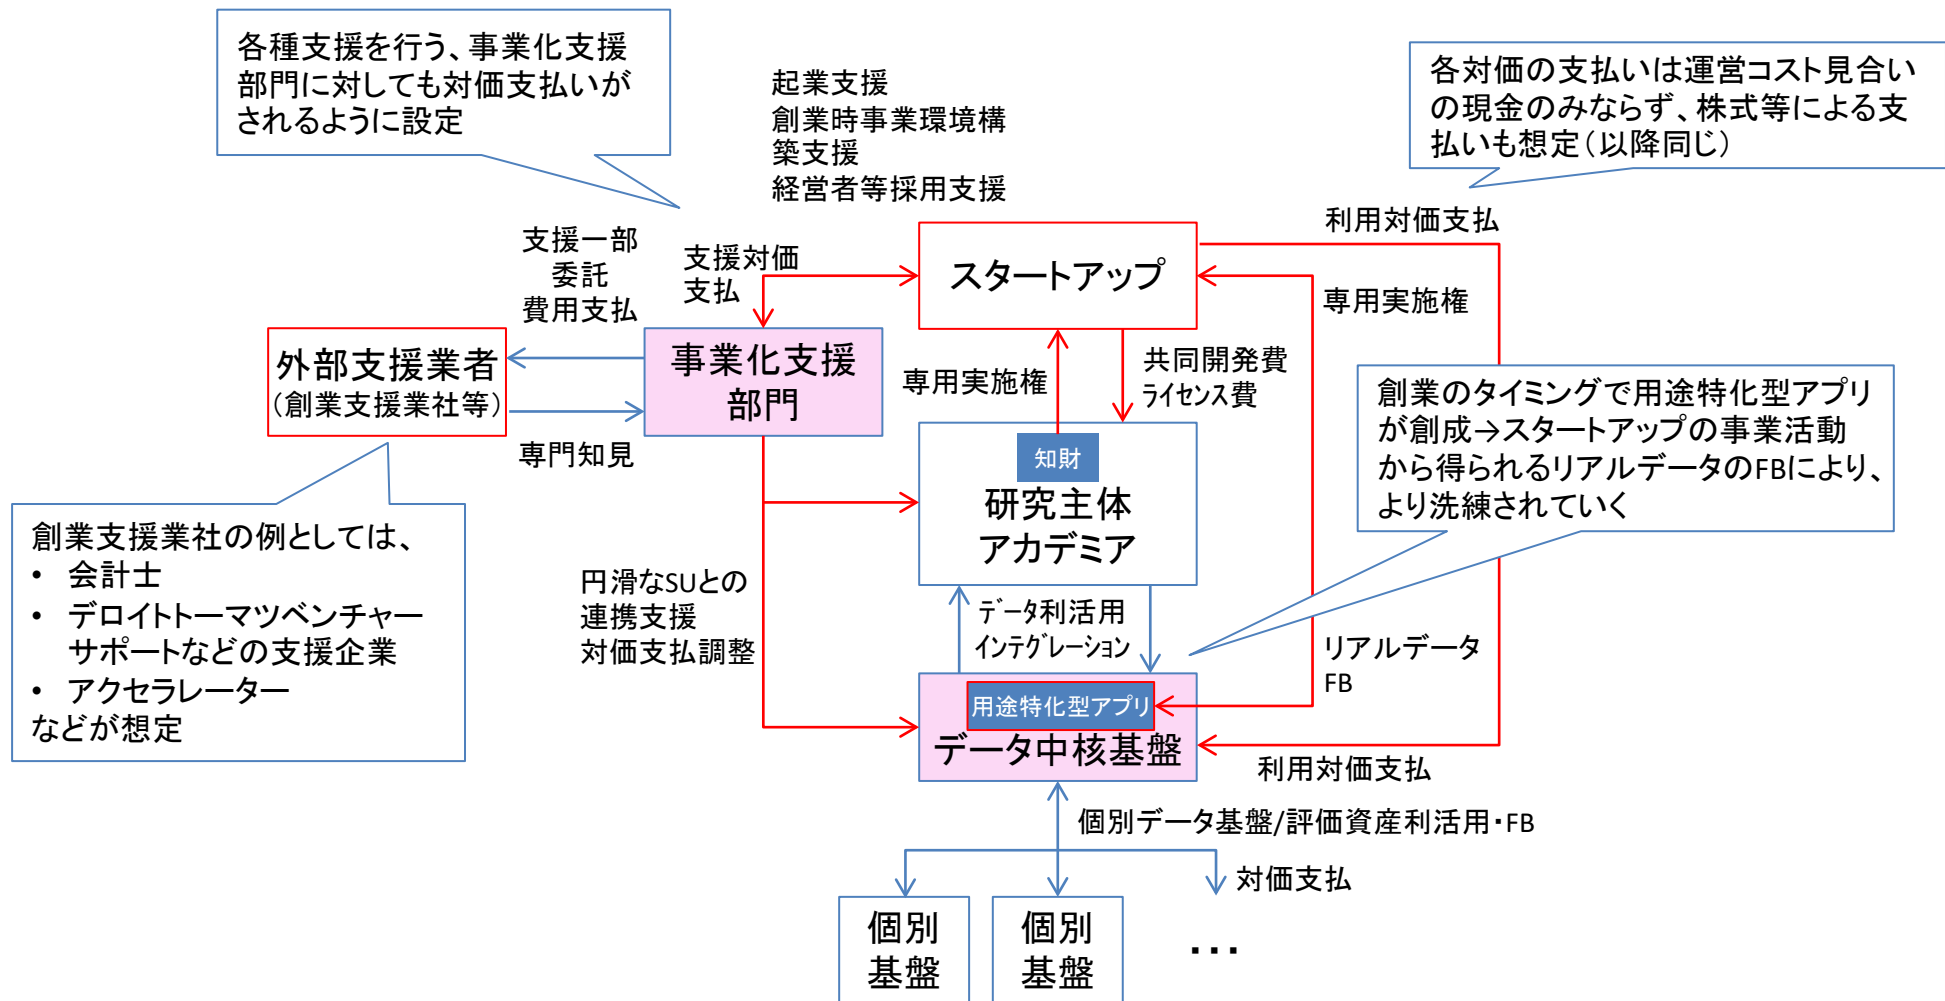 各種支援を行う、事業化支援
部門に対しても対価支払いが
されるように設定
起業支援
創業時事業環境構
築支援
経営者等採用支援
各対価の支払いは運営コスト見合い
の現金のみならず、株式等による支
払いも想定（以降同じ）
利用対価支払
支援一部
委託
費用支払
支援対価
支払
スタートアップ
専用実施権
外部支援業者
（創業支援業社等）
事業化支援
部門
専用実施権
共同開発費
ライセンス費
専門知見
創業のタイミングで用途特化型アプリ
が創成→スタートアップの事業活動
から得られるリアルデータのFBにより、
より洗練されていく
知財
研究主体
アカデミア
創業支援業社の例としては、
• 会計士
• デロイトトーマツベンチャー
サポートなどの支援企業
• アクセラレーター
などが想定
円滑なSUとの
連携支援
対価支払調整
ﾃﾞｰﾀ利活用
ｲﾝﾃｸﾞﾚｰｼｮﾝ
リアルデータ
FB
用途特化型アプリ
データ中核基盤
利用対価支払
個別データ基盤/評価資産利活用・FB
対価支払
個別
基盤
個別
基盤
・・・